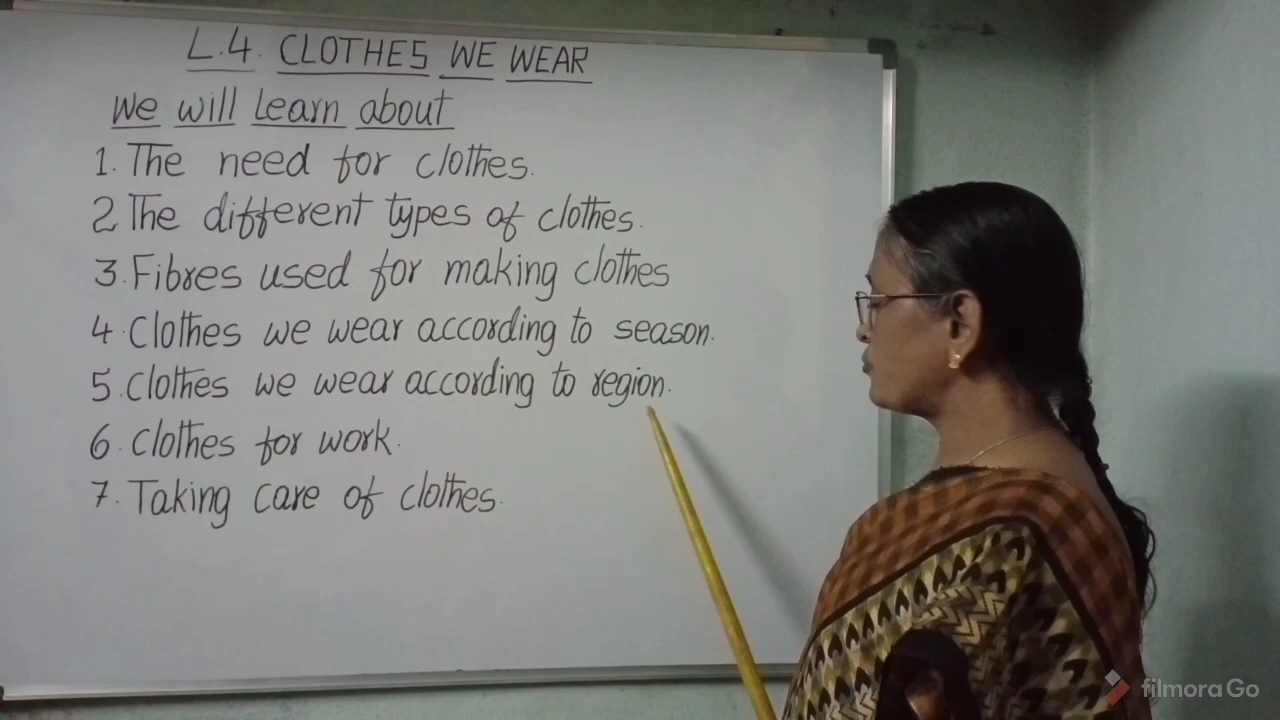 L.4. CLOTHES WE WEAR
We will Learn about
1. The need for clothes.
2. The different types of clothes.
3. Fibres used for making clothes
4. Clothes we wear according to season.
5. Clothes we wear according to region.
6. Clothes for work.
7. Taking care of clothes.
filmoraGo